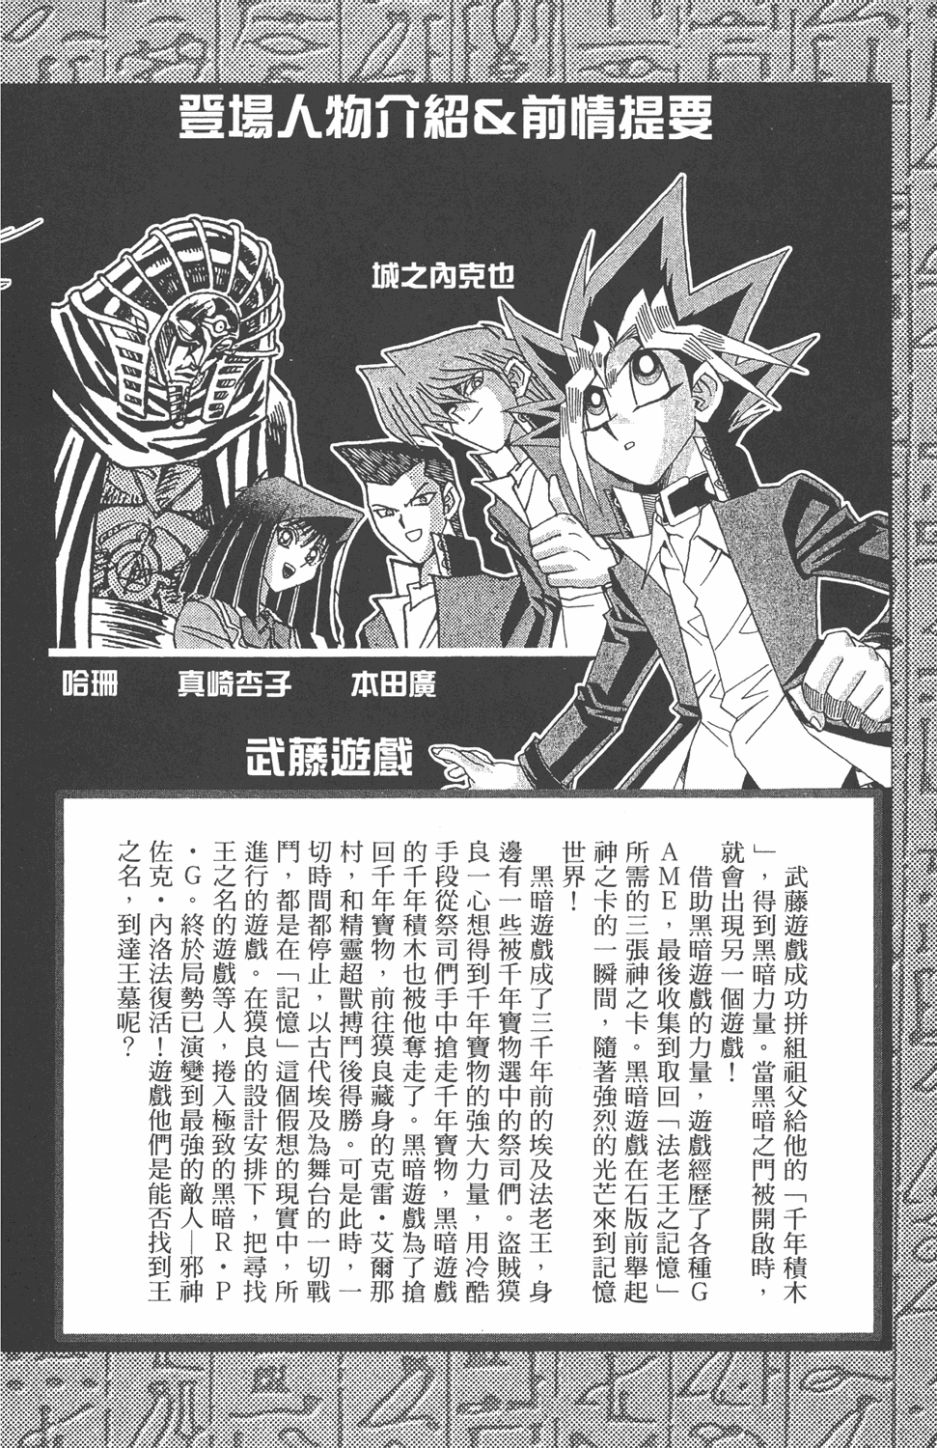 登場人物介紹&前情提要
城之內克也
哈珊
真崎杏子
本田廣
武藤遊戲
武藤遊戲成功拼組祖父給他的「千年積木
」，得到黑暗力量。當黑暗之門被開啟時，
就會出現另一個遊戲！
借助黑暗遊戲的力量，遊戲經歷了各種G
AME，最後收集到取回「法老王之記憶」
所需的三張神之卡。黑暗遊戲在石版前舉起
神之卡的一瞬間，隨著強烈的光芒來到記憶
世界！
黑暗遊戲成了三千年前的埃及法老王，身
邊有一些被千年寶物選中的祭司們。盜賊獏
良一心想得到千年寶物的強大力量，用冷酷
手段從祭司們手中搶走千年寶物，黑暗遊戲
的千年積木也被他奪走了。黑暗遊戲為了搶
回千年寶物，前往獏良藏身的克雷・艾爾那
村，和精靈超獸搏鬥後得勝。可是此時，一
切時間都停止，以古代埃及為舞台的一切戰
鬥，都是在「記憶」這個假想的現實中，所
進行的遊戲。在獏良的設計安排下，把尋找
王之名的遊戲等人，捲入極致的黑暗R・P
・G。終於局勢已演變到最強的敵人—邪神
佐克・內洛法復活！遊戲他們是能否找到王
之名，到達王墓呢？